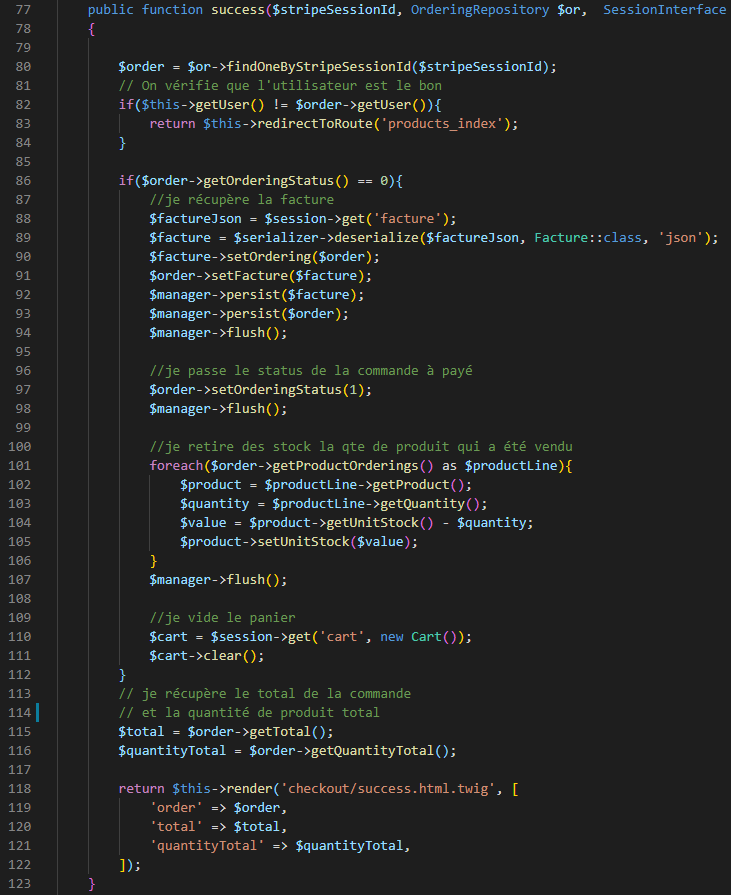 77 public function success($stripeSessionId, OrderingRepository $or,  SessionInterface
78 {
79
80 $order = $or->findOneByStripeSessionId($stripeSessionId);
81 // On vérifie que l'utilisateur est le bon
82 if($this->getUser() != $order->getUser()){
83 return $this->redirectToRoute('products_index');
84 }
85
86 if($order->getOrderingStatus() == 0){
87 //je récupère la facture
88 $factureJson = $session->get('facture');
89 $facture = $serializer->deserialize($factureJson, Facture::class, 'json');
90 $facture->setOrdering($order);
91 $order->setFacture($facture);
92 $manager->persist($facture);
93 $manager->persist($order);
94 $manager->flush();
95
96 //je passe le status de la commande à payé
97 $order->setOrderingStatus(1);
98 $manager->flush();
99
100 //je retire des stock la qte de produit qui a été vendu
101 foreach($order->getProductOrderings() as $productLine){
102 $product = $productLine->getProduct();
103 $quantity = $productLine->getQuantity();
104 $value = $product->getUnitStock() - $quantity;
105 $product->setUnitStock($value);
106 }
107 $manager->flush();
108
109 //je vide le panier
110 $cart = $session->get('cart', new Cart());
111 $cart->clear();
112 }
113 // je récupère le total de la commande
114 // et la quantité de produit total
115 $total = $order->getTotal();
116 $quantityTotal = $order->getQuantityTotal();
117
118 return $this->render('checkout/success.html.twig', [
119 'order' => $order,
120 'total' => $total,
121 'quantityTotal' => $quantityTotal,
122 ]);
123 }